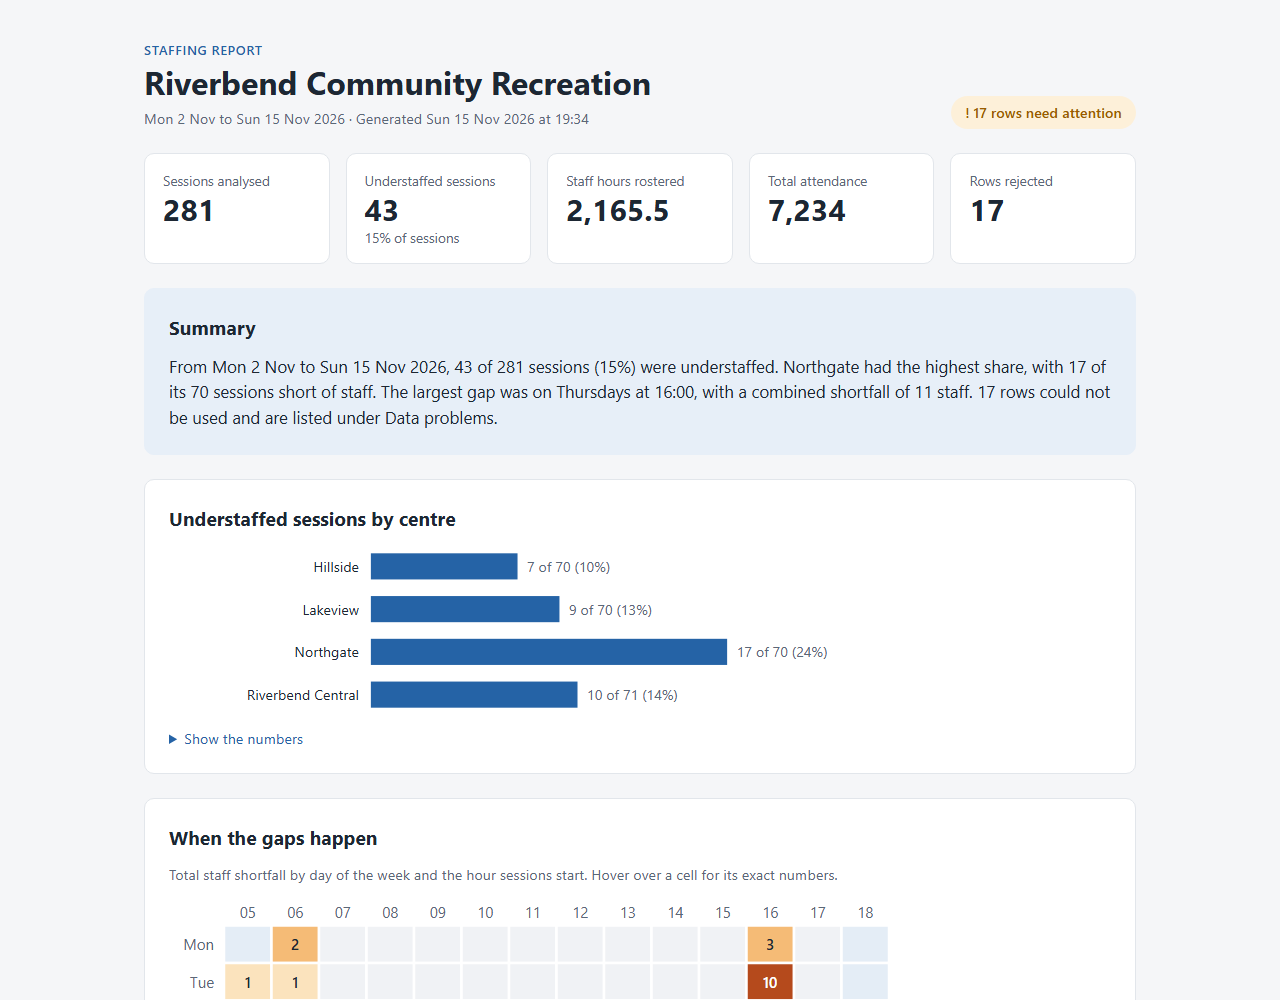 STAFFING REPORT
Riverbend Community Recreation
Mon 2 Nov to Sun 15 Nov 2026 · Generated Sun 15 Nov 2026 at 19:34
! 17 rows need attention
Sessions analysed
281
Understaffed sessions
43
15% of sessions
Staff hours rostered
2,165.5
Total attendance
7,234
Rows rejected
17
Summary
From Mon 2 Nov to Sun 15 Nov 2026, 43 of 281 sessions (15%) were understaffed. Northgate had the highest share, with 17 of
its 70 sessions short of staff. The largest gap was on Thursdays at 16:00, with a combined shortfall of 11 staff. 17 rows could not
be used and are listed under Data problems.
Understaffed sessions by centre
Hillside 7 of 70 (10%)
Lakeview 9 of 70 (13%)
Northgate 17 of 70 (24%)
Riverbend Central 10 of 71 (14%)
▶ Show the numbers
When the gaps happen
Total staff shortfall by day of the week and the hour sessions start. Hover over a cell for its exact numbers.
05 06 07 08 09 10 11 12 13 14 15 16 17 18
Mon 2 3
Tue 1 1 10